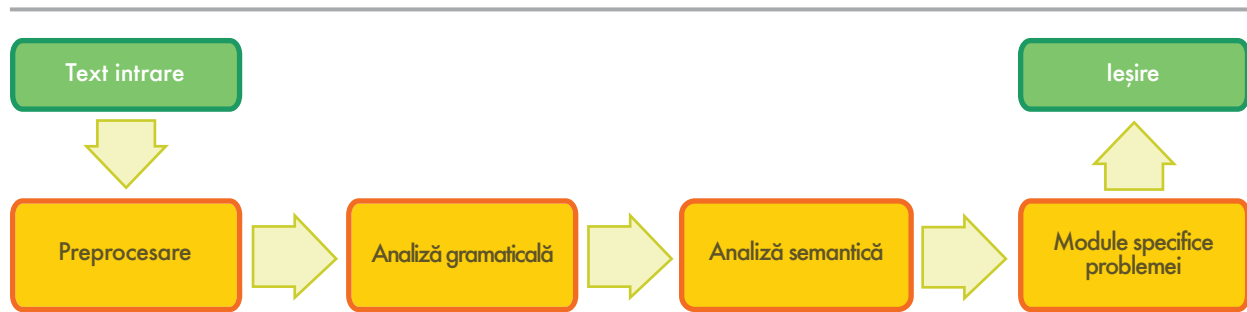 Text intrare
Ieșire
Preprocesare
Analiză gramaticală
Analiză semantică
Module specifice
problemei